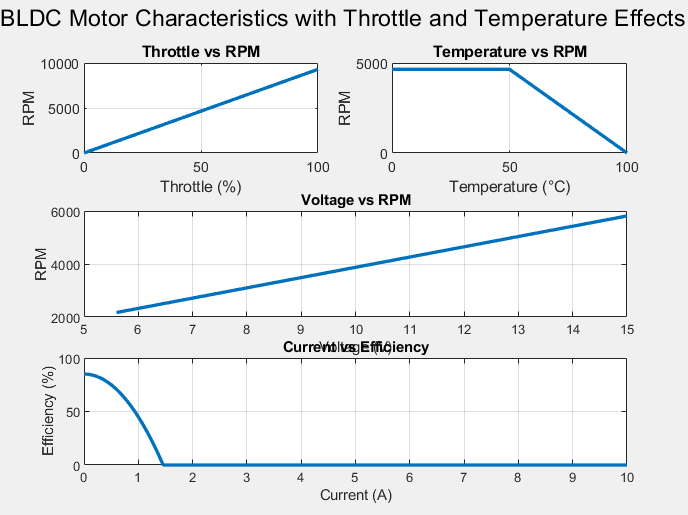 BLDC Motor Characteristics with Throttle and Temperature Effects
Throttle vs RPM
10000
5000
0
RPM
0 50 100
Throttle (%)
Temperature vs RPM
5000
0
RPM
0 50 100
Temperature (°C)
Voltage vs RPM
6000
4000
2000
RPM
5 6 7 8 9 10 11 12 13 14 15
Voltage (V)
Current vs Efficiency
100
50
0
Efficiency (%)
0 1 2 3 4 5 6 7 8 9 10
Current (A)